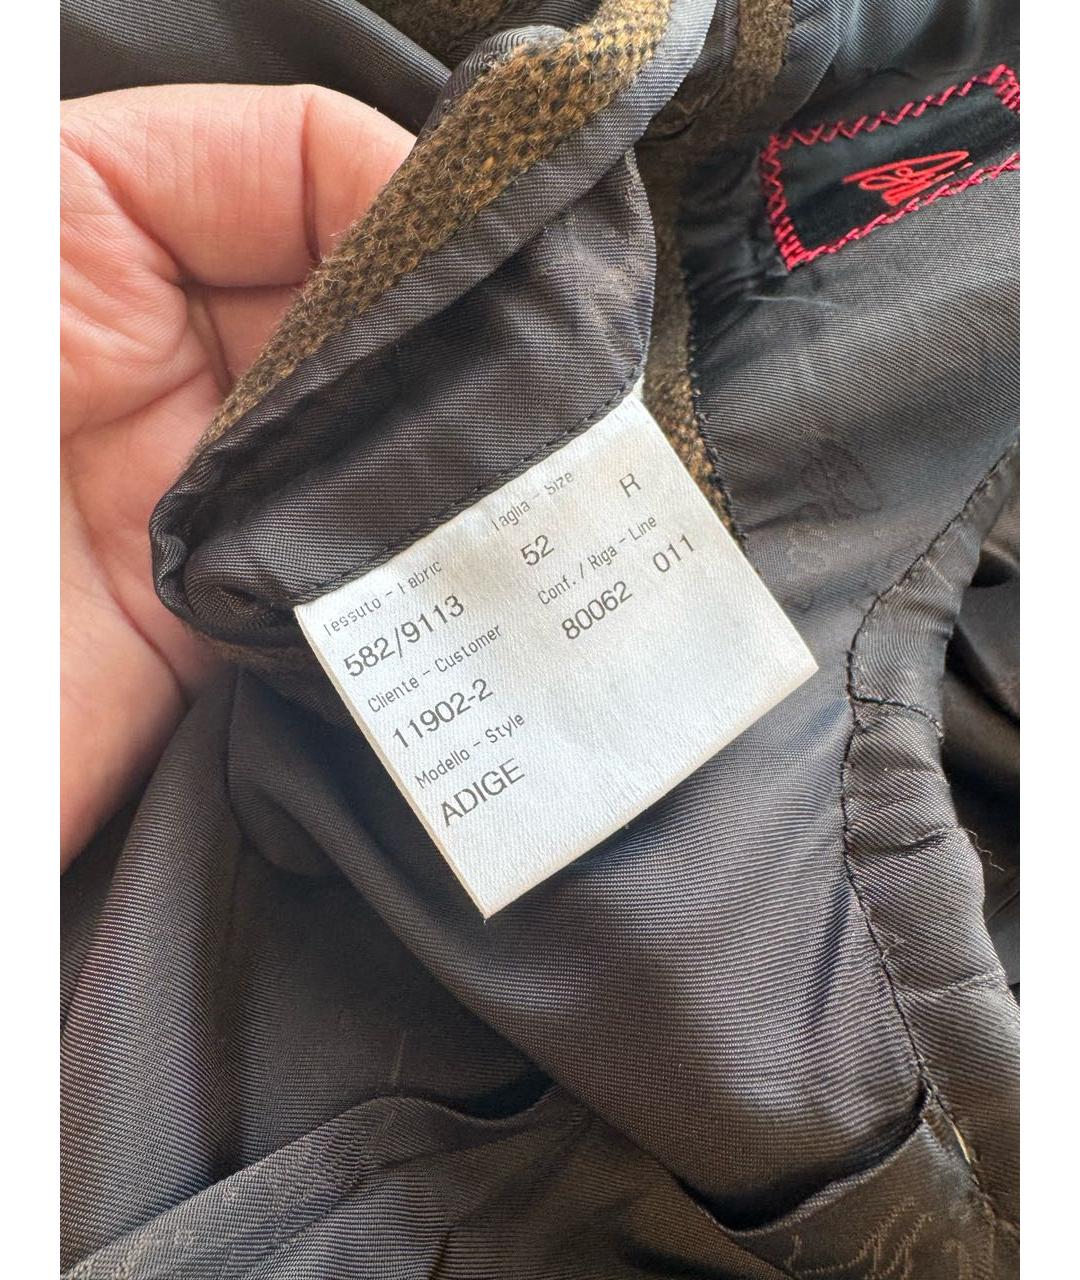 Tessuto - Fabric
582/9113
Cliente - Customer
11902-2
Modello - Style
ADIGE
Taglia - Size
52 R
Conf. / Riga - Line
80062 011